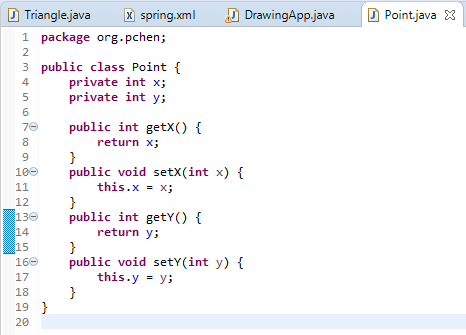 Triangle.java spring.xml DrawingApp.java Point.java
1 package org.pchen;
2
3 public class Point {
4     private int x;
5     private int y;
6
7     public int getX() {
8         return x;
9     }
10     public void setX(int x) {
11         this.x = x;
12     }
13     public int getY() {
14         return y;
15     }
16     public void setY(int y) {
17         this.y = y;
18     }
19 }
20